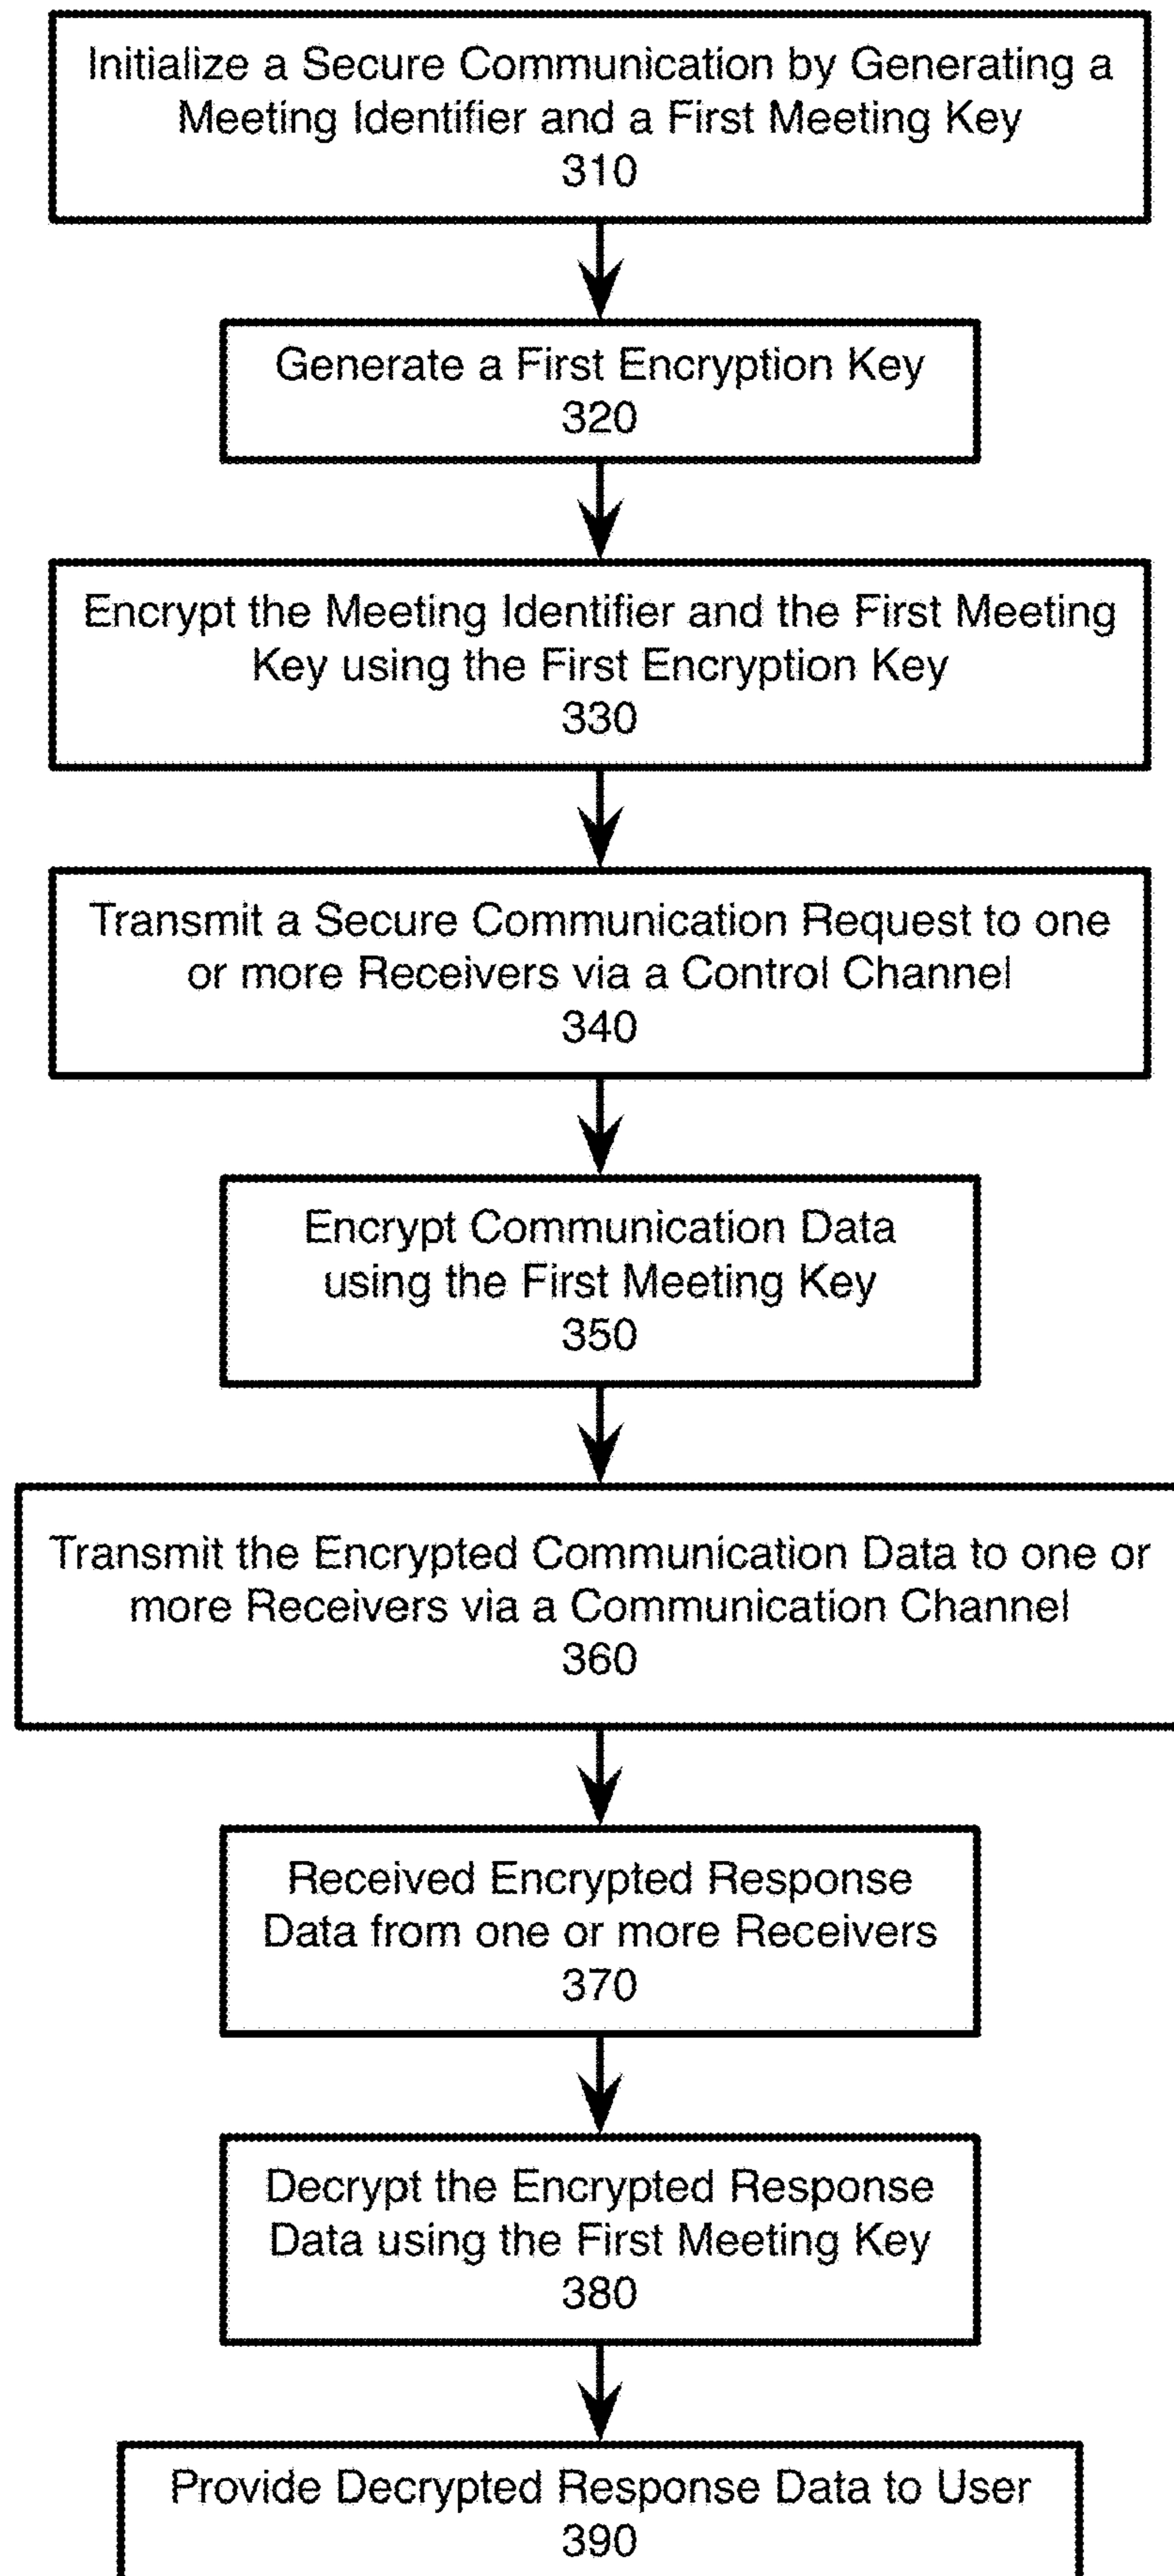 Initialize a Secure Communication by Generating a
Meeting Identifier and a First Meeting Key
310
Generate a First Encryption Key
320
Encrypt the Meeting Identifier and the First Meeting
Key using the First Encryption Key
330
Transmit a Secure Communication Request to one
or more Receivers via a Control Channel
340
Encrypt Communication Data
using the First Meeting Key
350
Transmit the Encrypted Communication Data to one or
more Receivers via a Communication Channel
360
Received Encrypted Response
Data from one or more Receivers
370
Decrypt the Encrypted Response
Data using the First Meeting Key
380
Provide Decrypted Response Data to User
390